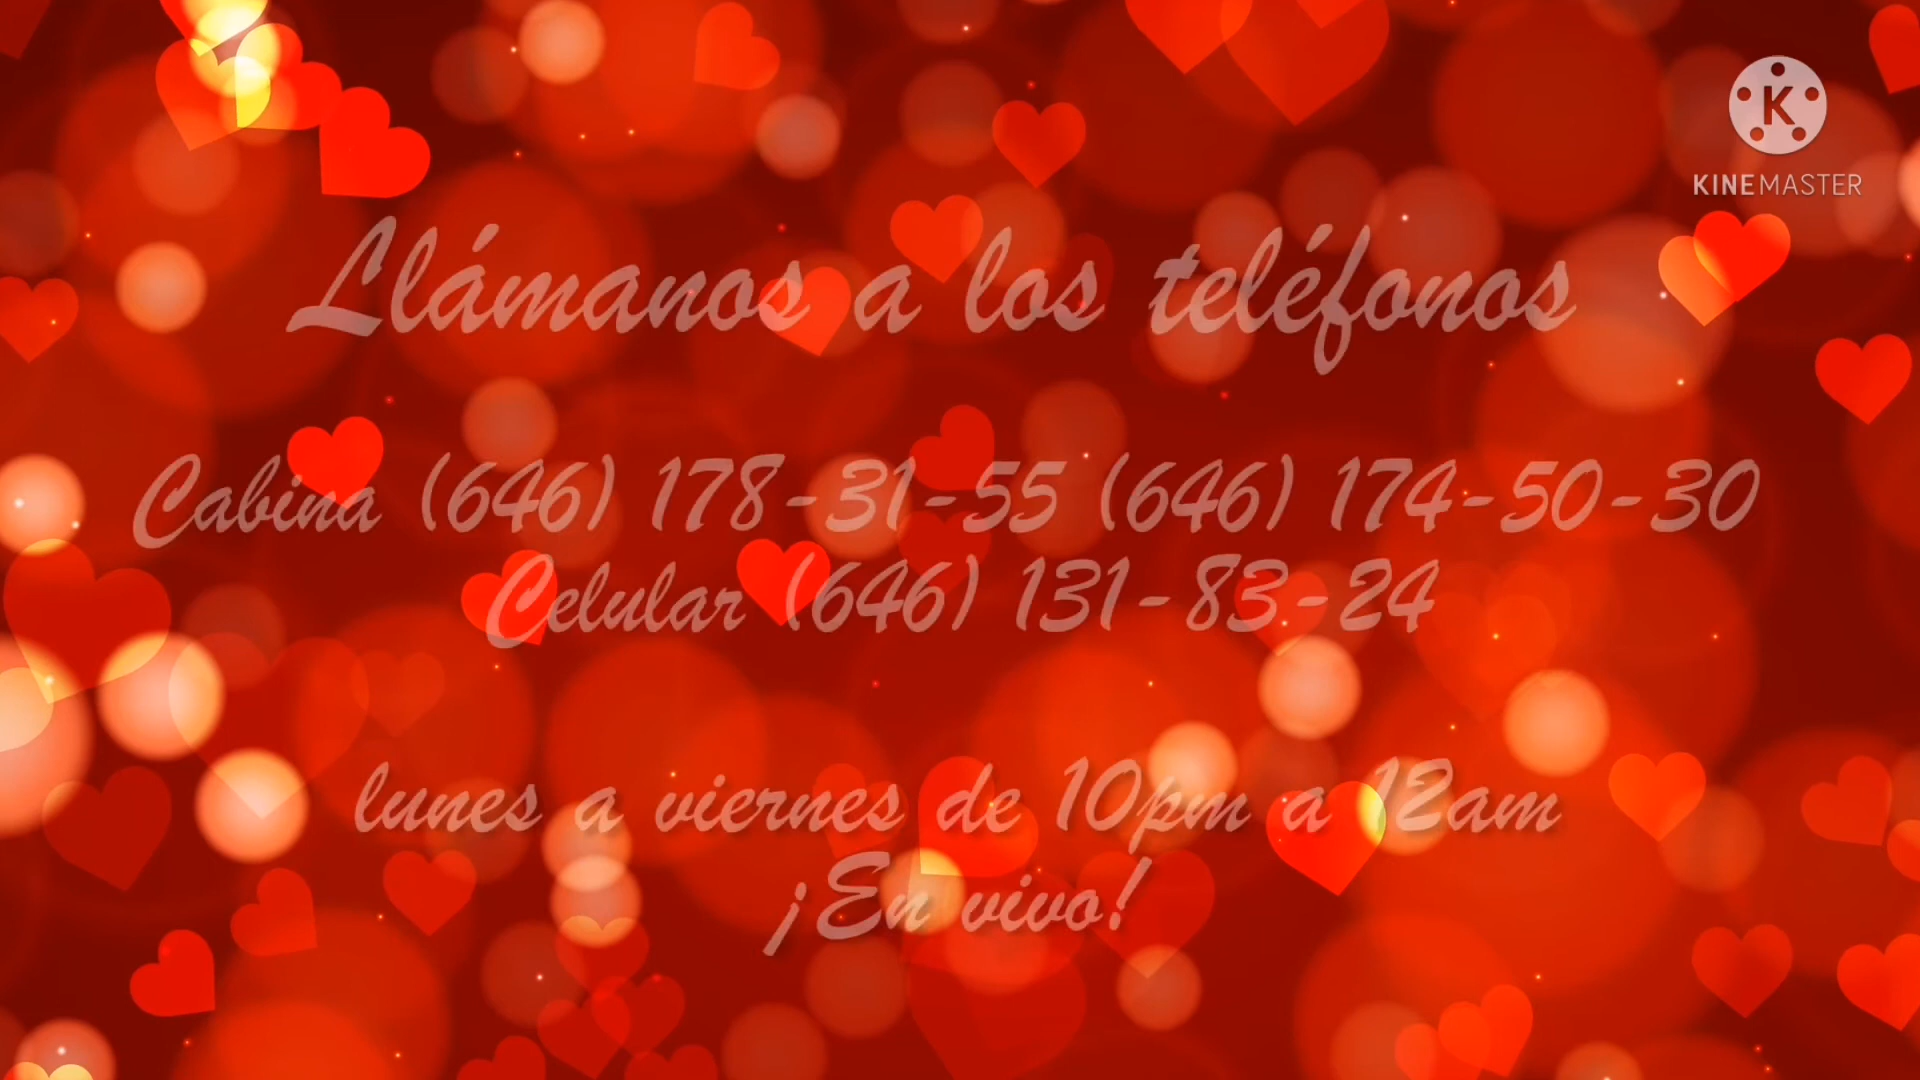 KINEMASTER
Llámanos a los teléfonos
Cabina (646) 178-31-55 (646) 174-50-30
Celular (646) 131-83-24
lunes a viernes de 10pm a 12am
¡En vivo!